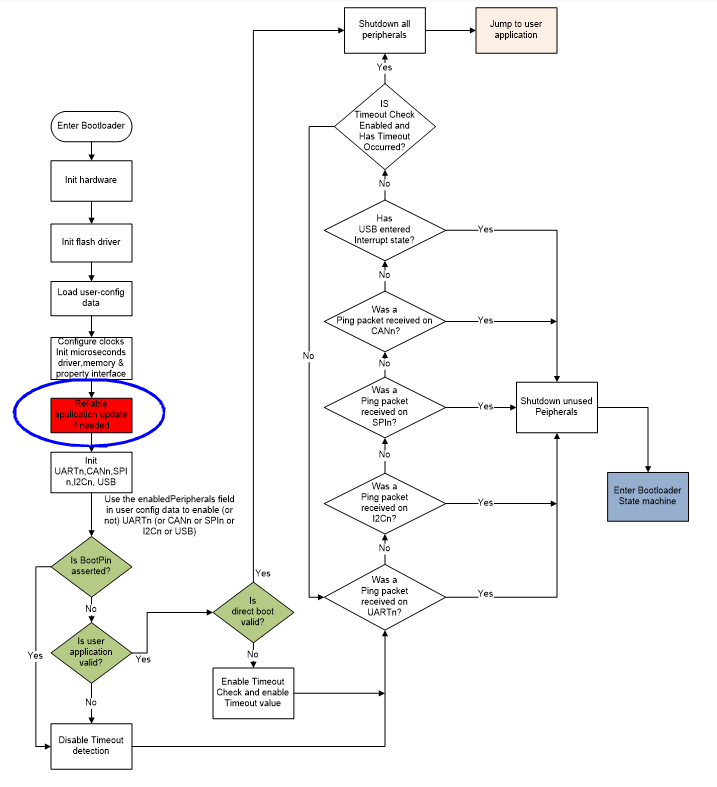 Shutdown all
peripherals
Jump to user
application
Yes
IS
Timeout Check
Enabled and
Has Timeout
Occurred?
No
Has
USB entered
Interrupt state?
Yes
No
Was a
Ping packet received on
CANn?
Yes
No
Was a
Ping packet
received on
SPIn?
Yes
No
Was a
Ping packet
received on
I2Cn?
Yes
No
Was a
Ping packet
received on
UARTn?
Yes
No
Shutdown unused
Peipherals
Enter Bootloader
State machine
Enter Bootloader
Init hardware
Init flash driver
Load user-config
data
Configure clocks
Init microseconds
driver,memory &
property interface
Reliable
application update
if needed
Init
UARTn,CANn,SPI
n,I2Cn, USB
Use the enabledPeripherals field
in user config data to enable (or
not) UARTn (or CANn or SPIn or
I2Cn or USB)
Is BootPin
asserted?
No
Yes
Is user
application
valid?
Yes
No
Disable Timeout
detection
Yes
Is
direct boot
valid?
No
Enable Timeout
Check and enable
Timeout value